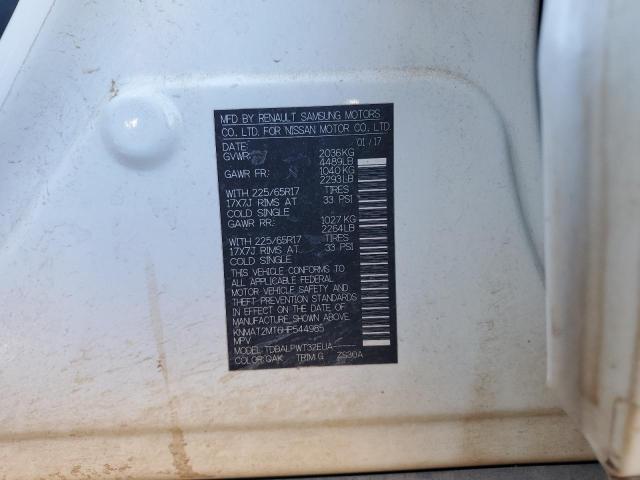 MFD BY RENAULT SAMSUNG MOTORS
CO., LTD. FOR NISSAN MOTOR CO., LTD.
DATE: 01/17
GVWR: 2036KG
4489LB
GAWR FR: 1040KG
2293LB
WITH 225/65R17 TIRES
17X7J RIMS AT 33 PSI
COLD SINGLE
GAWR RR: 1027KG
2264LB
WITH 225/65R17 TIRES
17X7J RIMS AT 33 PSI
COLD SINGLE
THIS VEHICLE CONFORMS TO
ALL APPLICABLE FEDERAL
MOTOR VEHICLE SAFETY AND
THEFT-PREVENTION STANDARDS
IN EFFECT ON THE DATE OF
MANUFACTURE SHOWN ABOVE.
KNMAT2MT6HP544985
MPV
MODEL: TDBALPWT32EUA
COLOR:QAK TRIM:G ZS30A